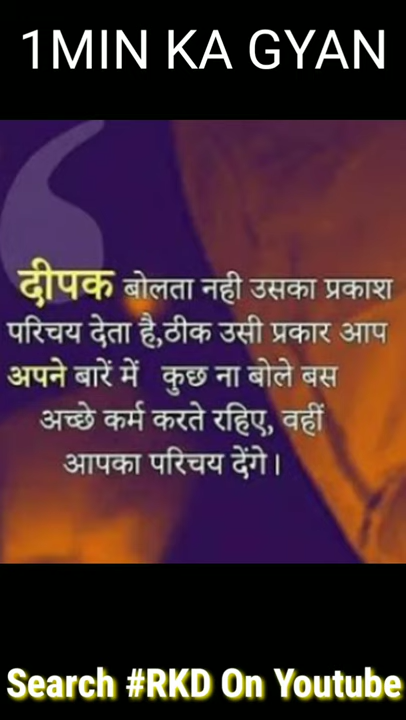 1MIN KA GYAN
दीपक बोलता नही उसका प्रकाश
परिचय देता है,ठीक उसी प्रकार आप
अपने बारें में कुछ ना बोले बस
अच्छे कर्म करते रहिए, वहीं
आपका परिचय देंगे।
Search #RKD On Youtube